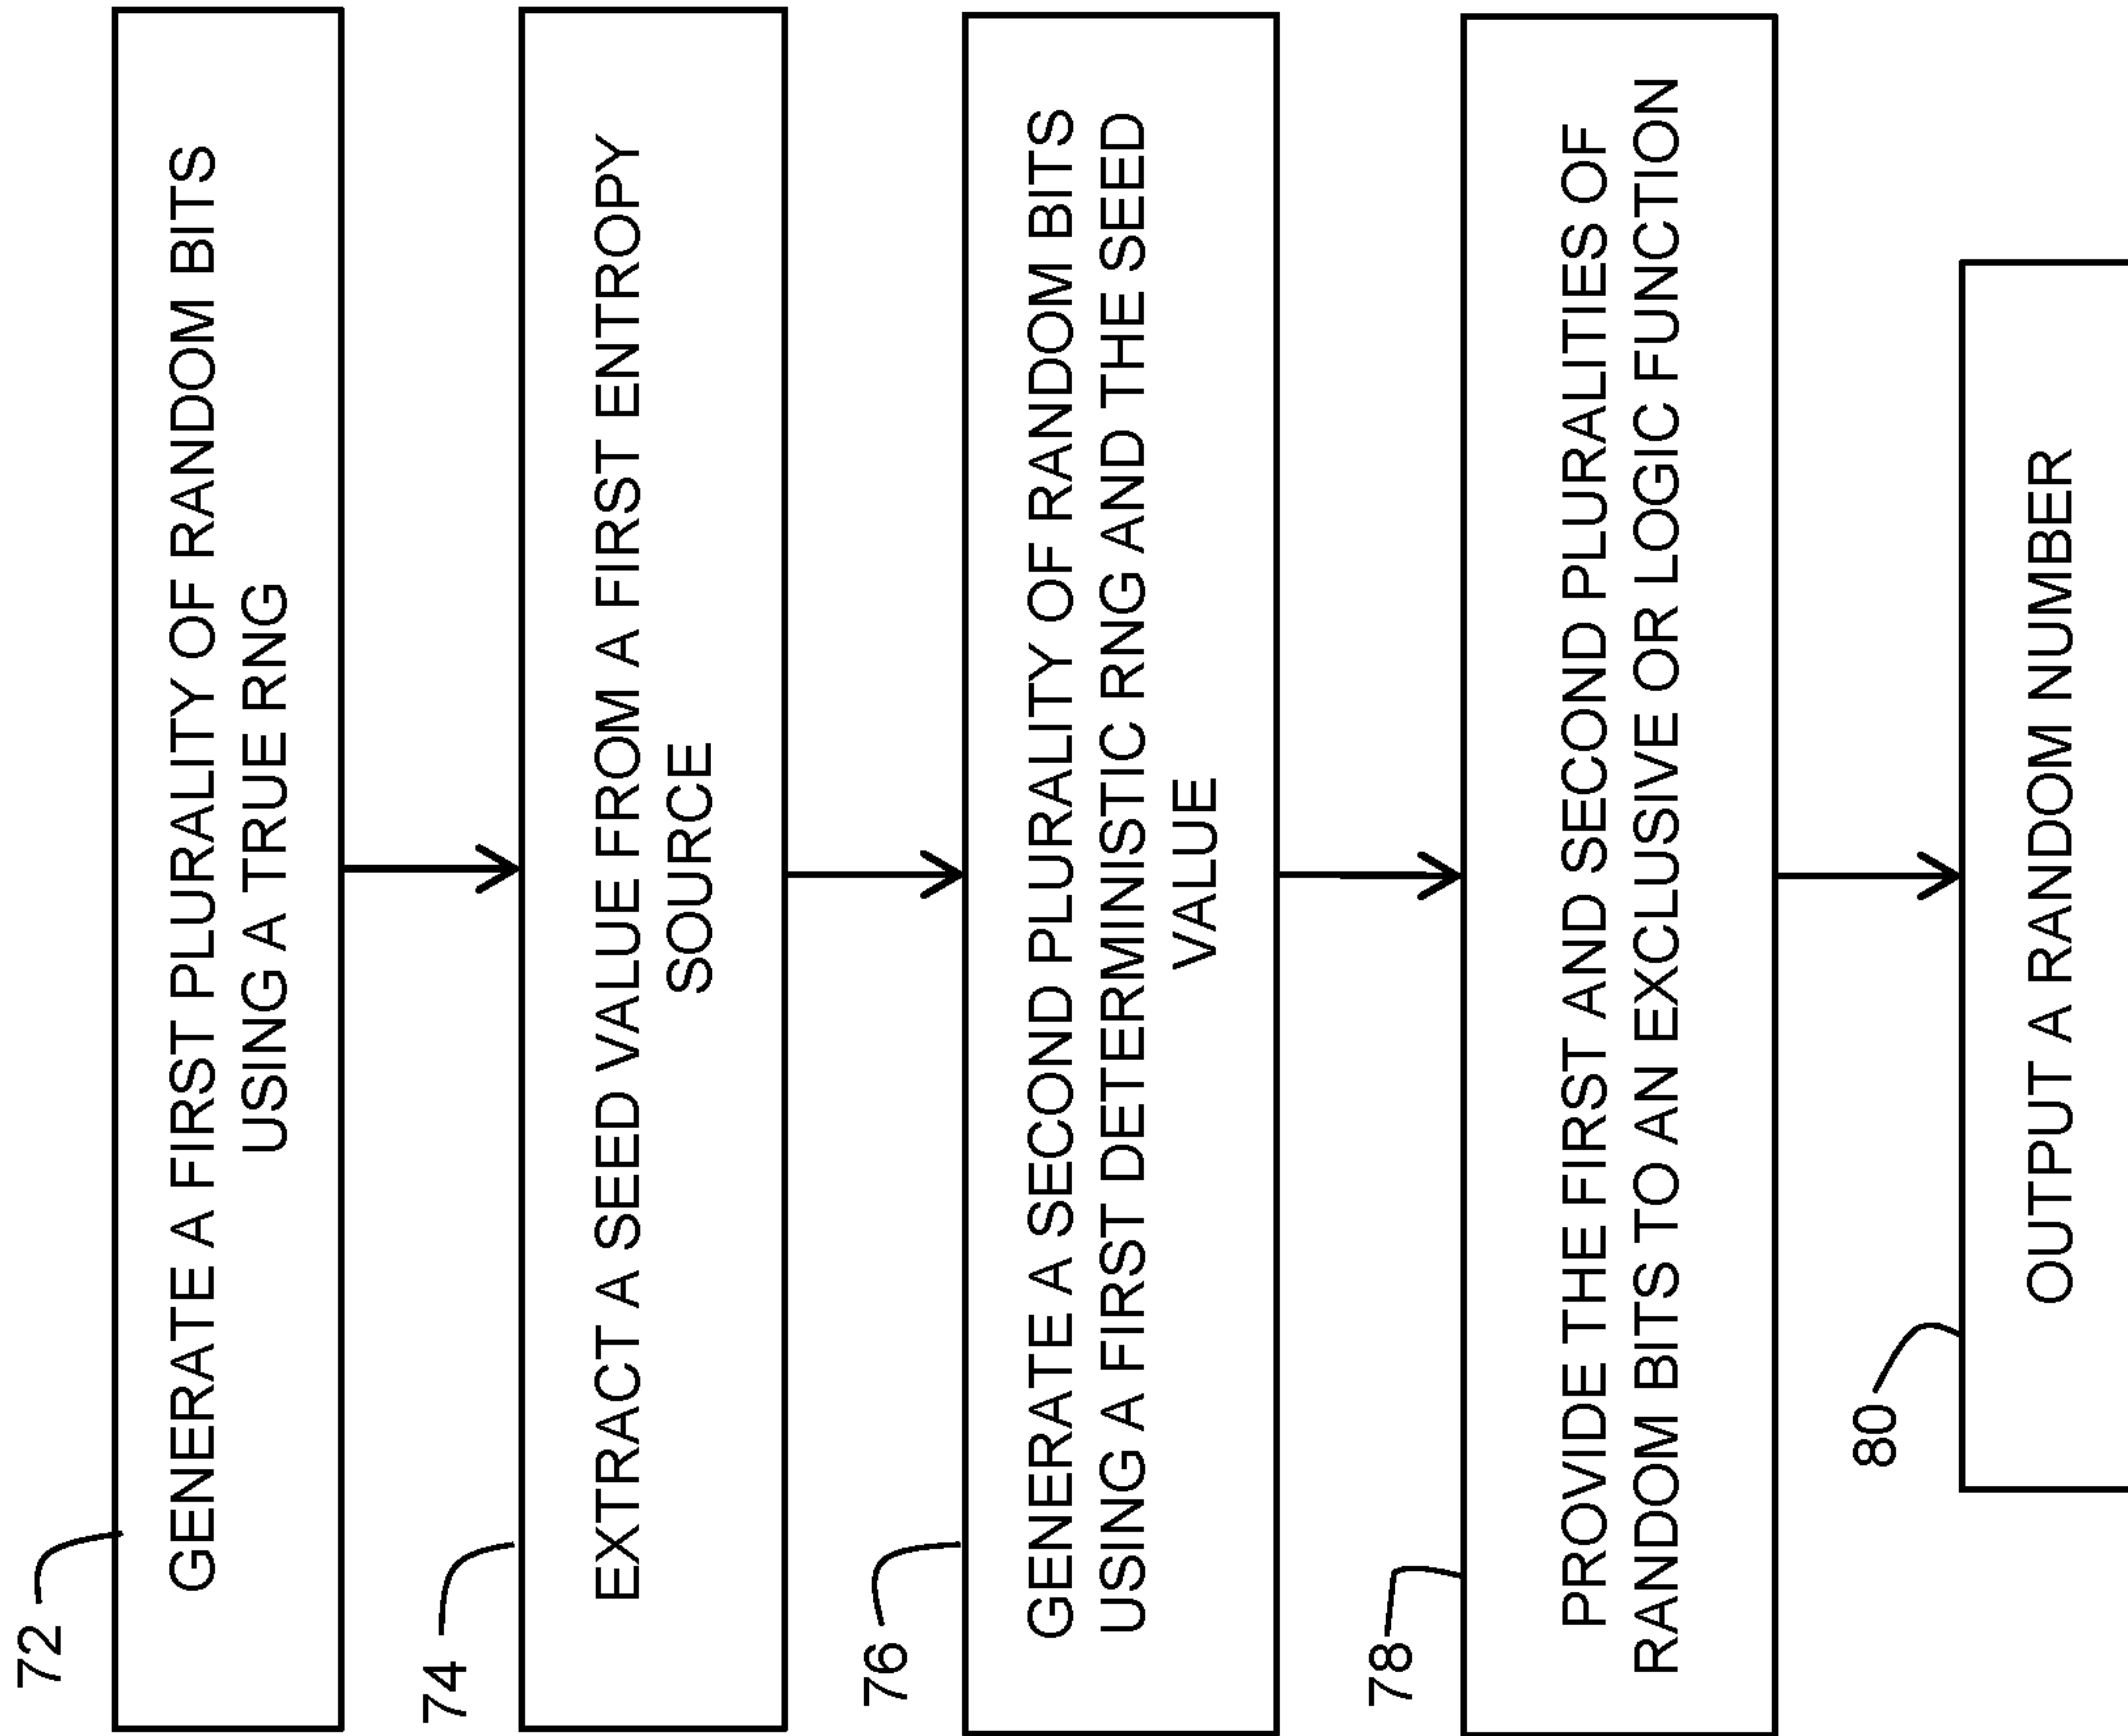 72
GENERATE A FIRST PLURALITY OF RANDOM BITS
USING A TRUE RNG
74
EXTRACT A SEED VALUE FROM A FIRST ENTROPY
SOURCE
76
GENERATE A SECOND PLURALITY OF RANDOM BITS
USING A FIRST DETERMINISTIC RNG AND THE SEED
VALUE
78
PROVIDE THE FIRST AND SECOND PLURALITIES OF
RANDOM BITS TO AN EXCLUSIVE OR LOGIC FUNCTION
80
OUTPUT A RANDOM NUMBER